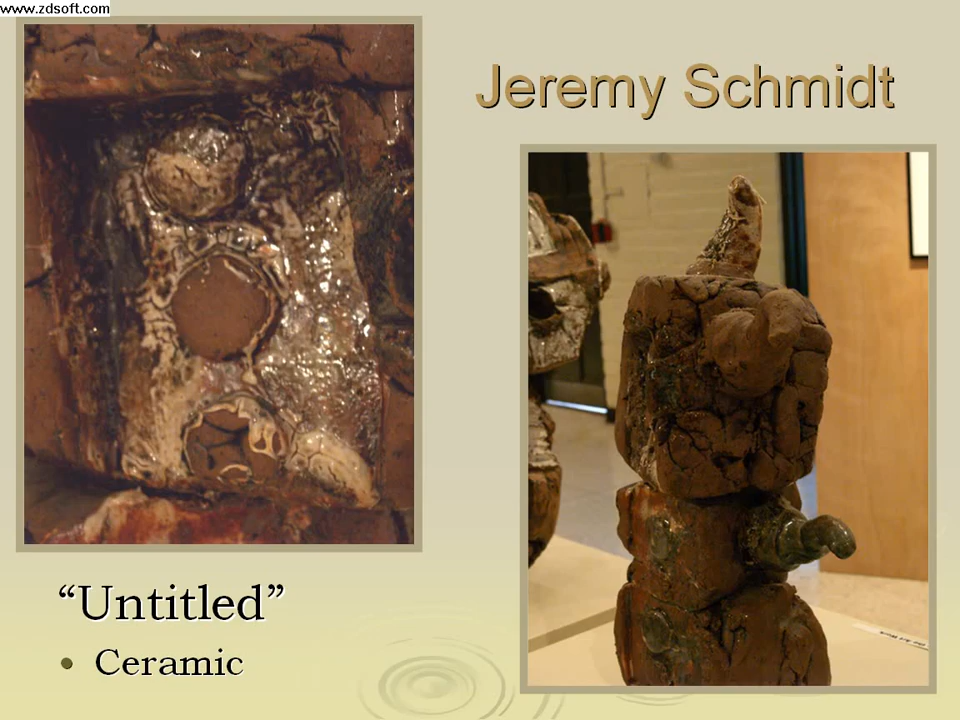 www.zdsoft.com
Jeremy Schmidt
“Untitled”
• Ceramic